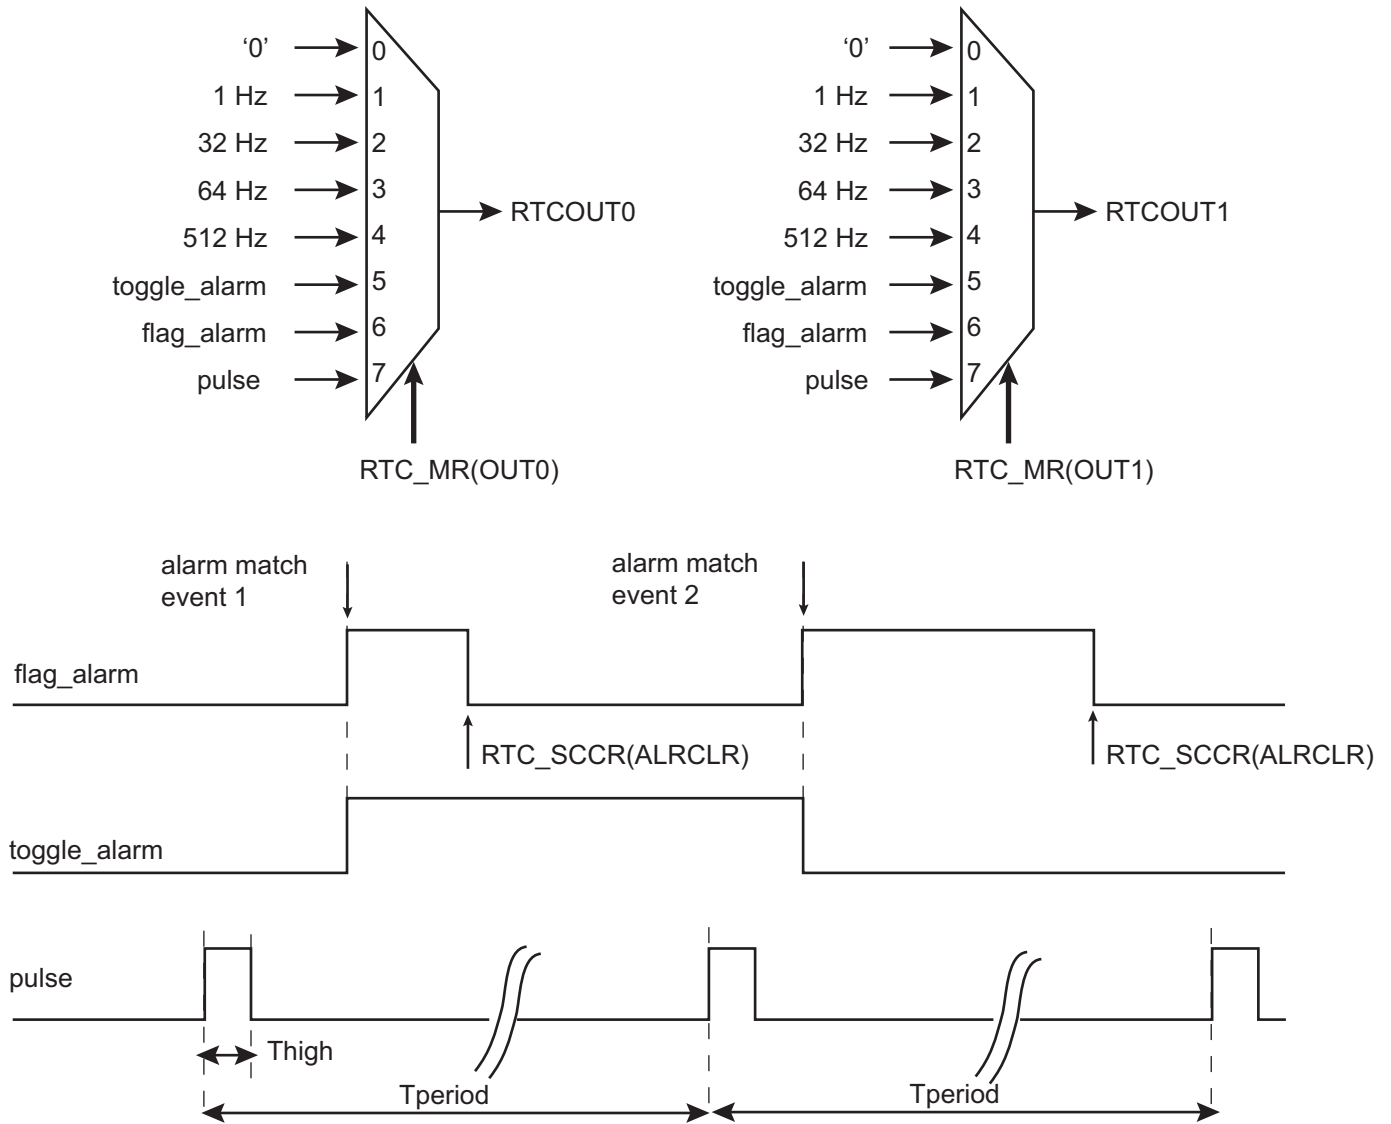 ‘0’
0
1 Hz
1
32 Hz
2
64 Hz
3
512 Hz
4
toggle_alarm
5
flag_alarm
6
pulse
7
RTCOUT0
RTC_MR(OUT0)
‘0’
0
1 Hz
1
32 Hz
2
64 Hz
3
512 Hz
4
toggle_alarm
5
flag_alarm
6
pulse
7
RTCOUT1
RTC_MR(OUT1)
alarm match
event 1
alarm match
event 2
flag_alarm
RTC_SCCR(ALRCLR)
RTC_SCCR(ALRCLR)
toggle_alarm
pulse
Thigh
Tperiod
Tperiod